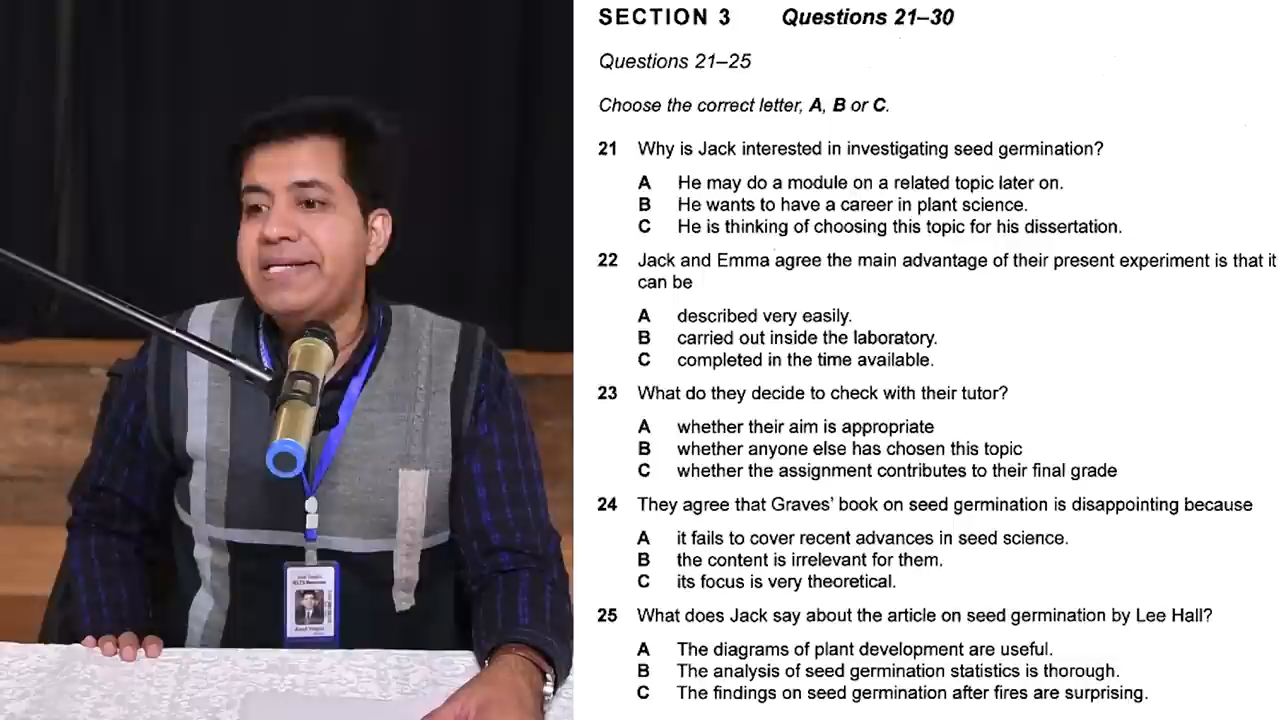 SECTION 3 Questions 21–30
Questions 21–25
Choose the correct letter, A, B or C.
21 Why is Jack interested in investigating seed germination?
A He may do a module on a related topic later on.
B He wants to have a career in plant science.
C He is thinking of choosing this topic for his dissertation.
22 Jack and Emma agree the main advantage of their present experiment is that it
can be
A described very easily.
B carried out inside the laboratory.
C completed in the time available.
23 What do they decide to check with their tutor?
A whether their aim is appropriate
B whether anyone else has chosen this topic
C whether the assignment contributes to their final grade
24 They agree that Graves' book on seed germination is disappointing because
A it fails to cover recent advances in seed science.
B the content is irrelevant for them.
C its focus is very theoretical.
25 What does Jack say about the article on seed germination by Lee Hall?
A The diagrams of plant development are useful.
B The analysis of seed germination statistics is thorough.
C The findings on seed germination after fires are surprising.